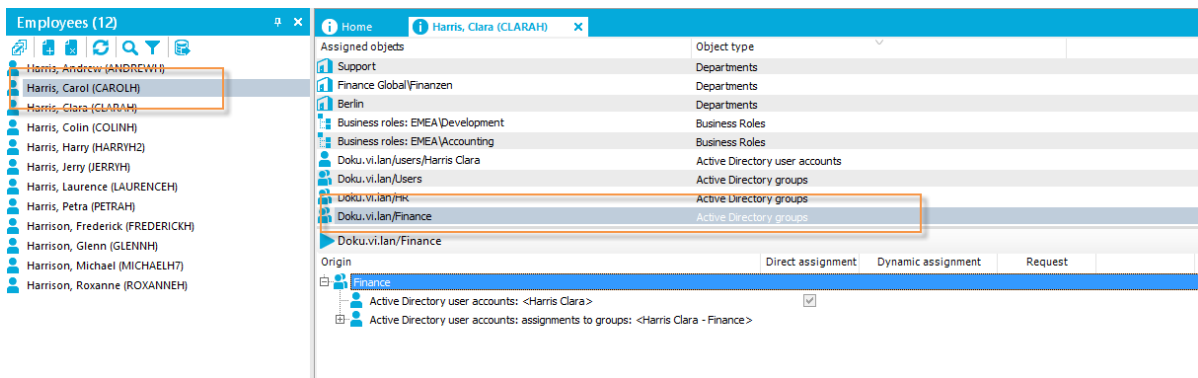 Employees (12)
Harris, Andrew (ANDREWH)
Harris, Carol (CAROLH)
Harris, Clara (CLARAH)
Harris, Colin (COLINH)
Harris, Harry (HARRYH2)
Harris, Jerry (JERRYH)
Harris, Laurence (LAURENCEH)
Harris, Petra (PETRAH)
Harrison, Frederick (FREDERICKH)
Harrison, Glenn (GLENNH)
Harrison, Michael (MICHAELH7)
Harrison, Roxanne (ROXANNEH)
Home Harris, Clara (CLARAH)
Assigned objects Object type
Support Departments
Finance Global\Finanzen Departments
Berlin Departments
Business roles: EMEA\Development Business Roles
Business roles: EMEA\Accounting Business Roles
Doku.vi.lan/users/Harris Clara Active Directory user accounts
Doku.vi.lan/Users Active Directory groups
Doku.vi.lan/HR Active Directory groups
Doku.vi.lan/Finance Active Directory groups
Doku.vi.lan/Finance
Origin Direct assignment Dynamic assignment Request
Finance
Active Directory user accounts: <Harris Clara>
Active Directory user accounts: assignments to groups: <Harris Clara - Finance>